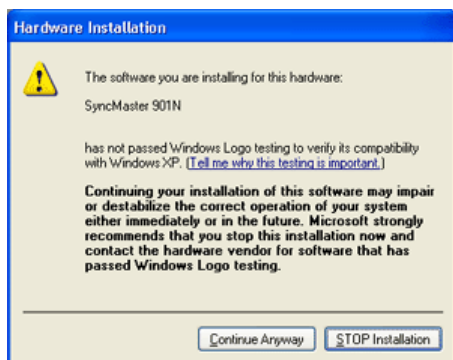 Hardware Installation
The software you are installing for this hardware:
SyncMaster 901N
has not passed Windows Logo testing to verify its compatibility
with Windows XP. (Tell me why this testing is important.)
Continuing your installation of this software may impair
or destabilize the correct operation of your system
either immediately or in the future. Microsoft strongly
recommends that you stop this installation now and
contact the hardware vendor for software that has
passed Windows Logo testing.
Continue Anyway STOP Installation